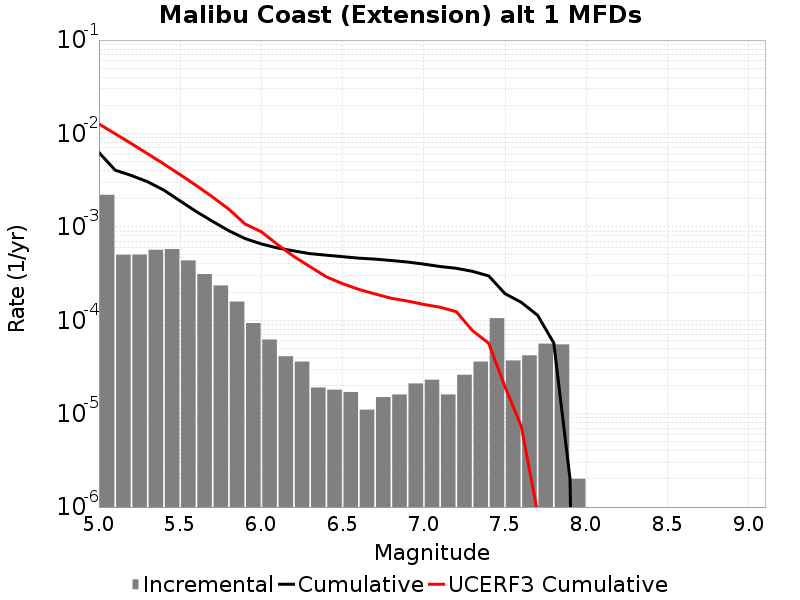 Malibu Coast (Extension) alt 1 MFDs
10-1
10-2
10-3
10-4
10-5
10-6
Rate (1/yr)
5.0 5.5 6.0 6.5 7.0 7.5 8.0 8.5 9.0
Magnitude
Incremental Cumulative UCERF3 Cumulative